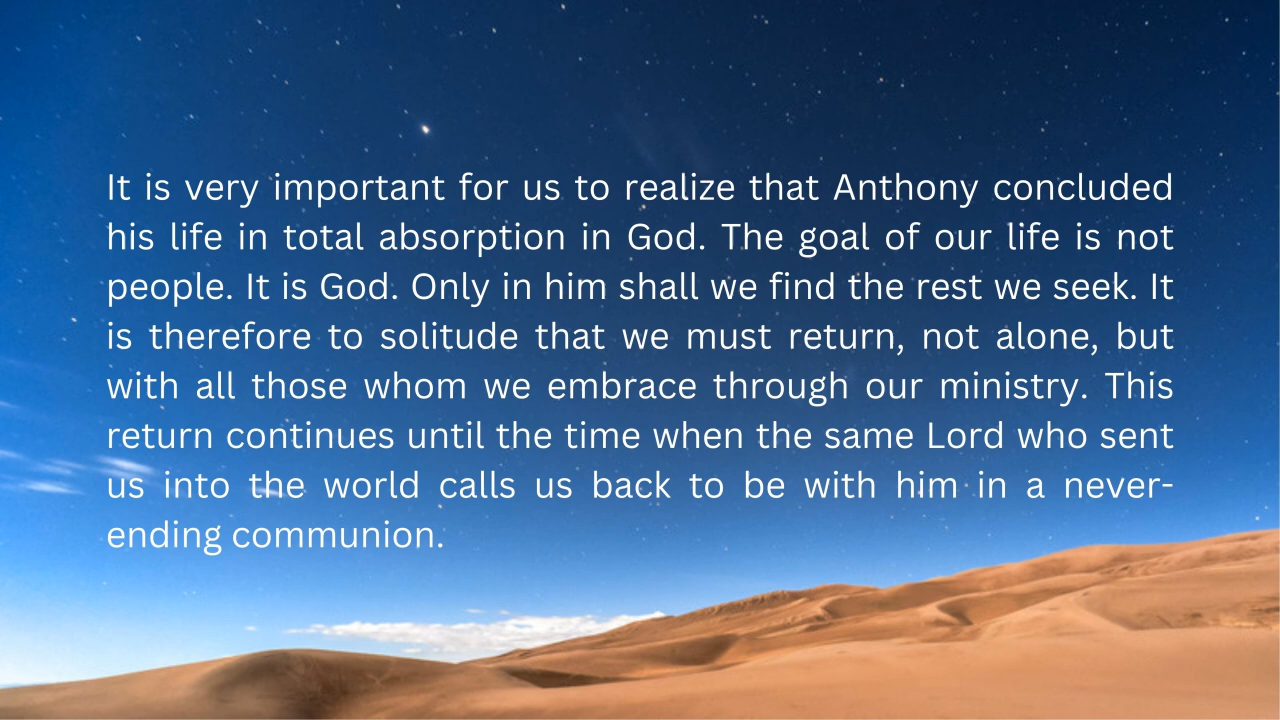 It is very important for us to realize that Anthony concluded
his life in total absorption in God. The goal of our life is not
people. It is God. Only in him shall we find the rest we seek. It
is therefore to solitude that we must return, not alone, but
with all those whom we embrace through our ministry. This
return continues until the time when the same Lord who sent
us into the world calls us back to be with him in a never-
ending communion.